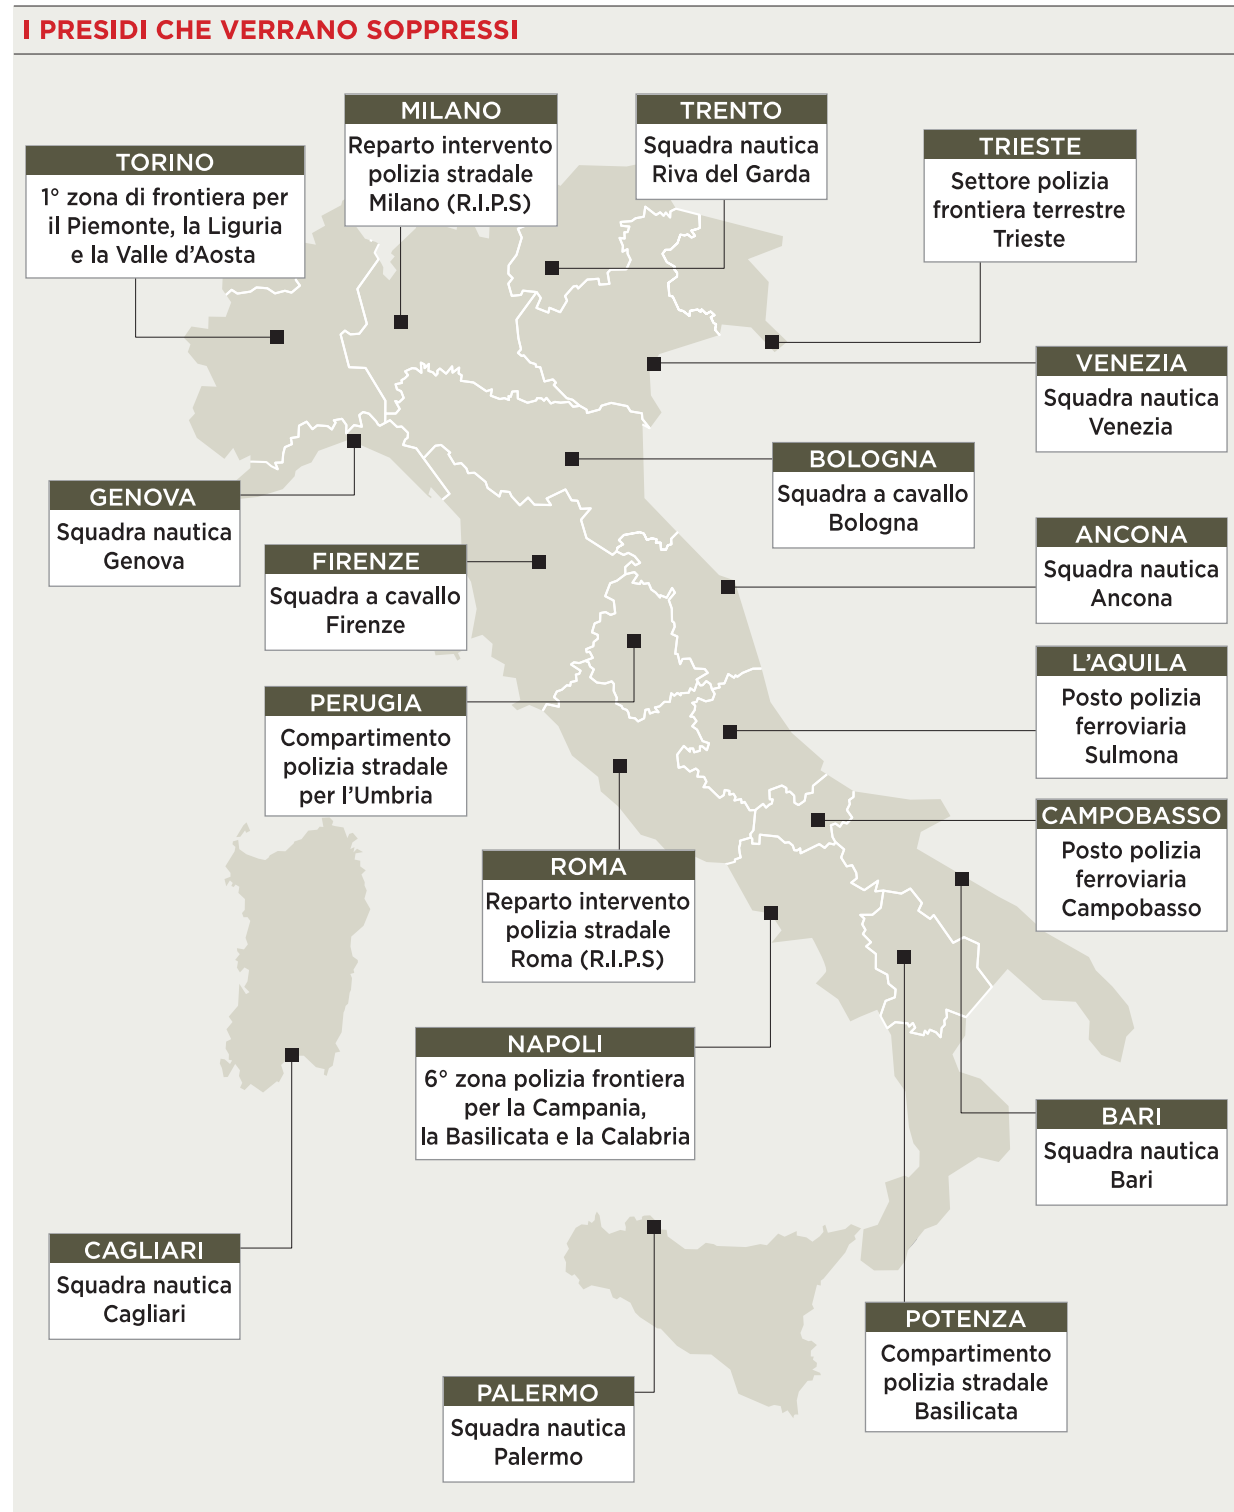 I PRESIDI CHE VERRANO SOPPRESSI
MILANO
Reparto intervento
polizia stradale
Milano (R.I.P.S)
TRENTO
Squadra nautica
Riva del Garda
TRIESTE
Settore polizia
frontiera terrestre
Trieste
TORINO
1° zona di frontiera per
il Piemonte, la Liguria
e la Valle d'Aosta
VENEZIA
Squadra nautica
Venezia
BOLOGNA
Squadra a cavallo
Bologna
GENOVA
Squadra nautica
Genova
ANCONA
Squadra nautica
Ancona
FIRENZE
Squadra a cavallo
Firenze
L'AQUILA
Posto polizia
ferroviaria
Sulmona
PERUGIA
Compartimento
polizia stradale
per l'Umbria
CAMPOBASSO
Posto polizia
ferroviaria
Campobasso
ROMA
Reparto intervento
polizia stradale
Roma (R.I.P.S)
NAPOLI
6° zona polizia frontiera
per la Campania,
la Basilicata e la Calabria
BARI
Squadra nautica
Bari
CAGLIARI
Squadra nautica
Cagliari
POTENZA
Compartimento
polizia stradale
Basilicata
PALERMO
Squadra nautica
Palermo